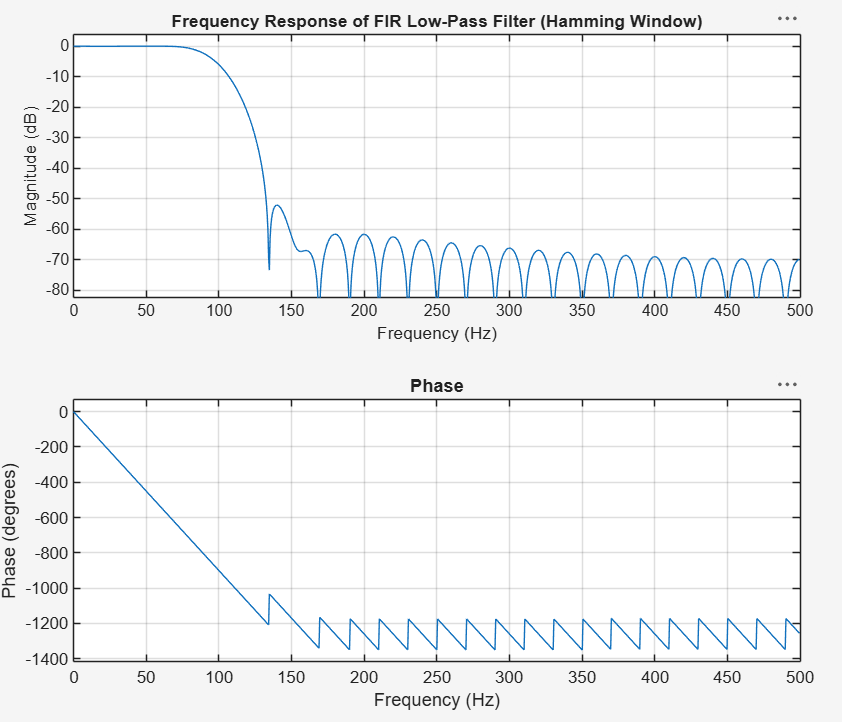 Frequency Response of FIR Low-Pass Filter (Hamming Window)
0
-10
-20
-30
-40
-50
-60
-70
-80
Magnitude (dB)
0 50 100 150 200 250 300 350 400 450 500
Frequency (Hz)
Phase
0
-200
-400
-600
-800
-1000
-1200
-1400
Phase (degrees)
0 50 100 150 200 250 300 350 400 450 500
Frequency (Hz)